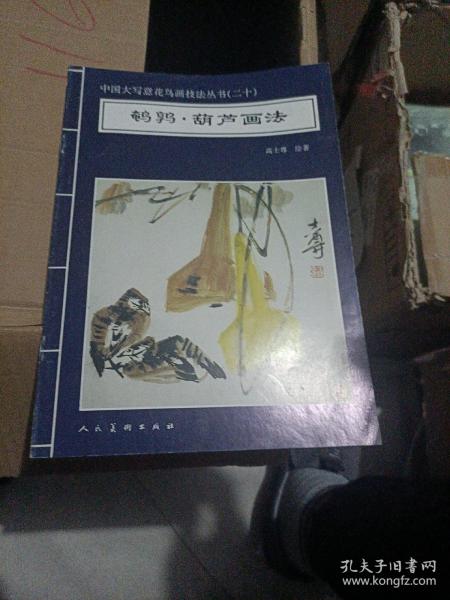 中国大写意花鸟画技法丛书(二十)
鹌鹑·葫芦画法
高士尊 绘著
士尊
人民美术出版社
孔夫子旧书网
www.kongfz.com